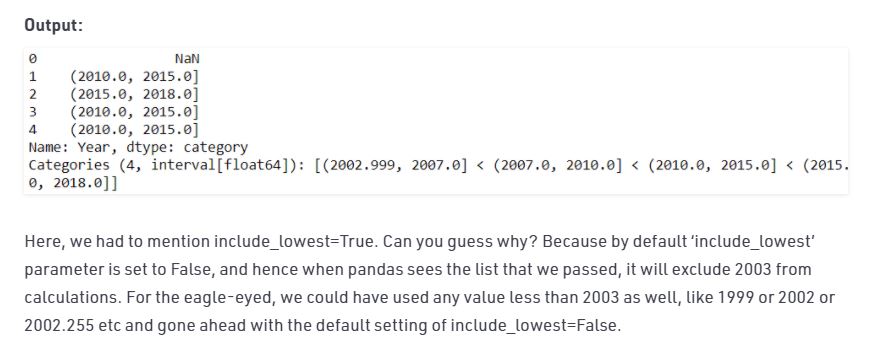 Output:
0                 NaN
1    (2010.0, 2015.0]
2    (2015.0, 2018.0]
3    (2010.0, 2015.0]
4    (2010.0, 2015.0]
Name: Year, dtype: category
Categories (4, interval[float64]): [(2002.999, 2007.0] < (2007.0, 2010.0] < (2010.0, 2015.0] < (2015.
0, 2018.0]]
Here, we had to mention include_lowest=True. Can you guess why? Because by default ‘include_lowest’
parameter is set to False, and hence when pandas sees the list that we passed, it will exclude 2003 from
calculations. For the eagle-eyed, we could have used any value less than 2003 as well, like 1999 or 2002 or
2002.255 etc and gone ahead with the default setting of include_lowest=False.